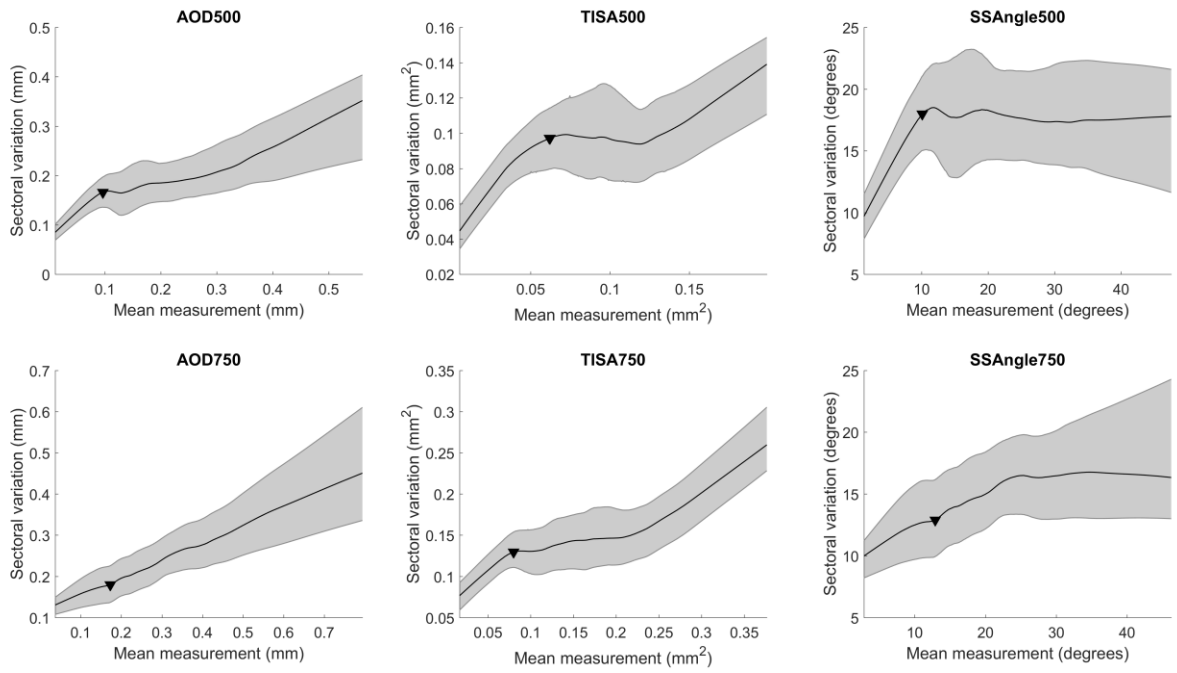 AOD500
0.5
0.4
0.3
0.2
0.1
0
Sectoral variation (mm)
0.1 0.2 0.3 0.4 0.5
Mean measurement (mm)
TISA500
0.16
0.14
0.12
0.1
0.08
0.06
0.04
0.02
Sectoral variation (mm²)
0.05 0.1 0.15
Mean measurement (mm²)
SSAngle500
25
20
15
10
5
Sectoral variation (degrees)
10 20 30 40
Mean measurement (degrees)
AOD750
0.7
0.6
0.5
0.4
0.3
0.2
0.1
Sectoral variation (mm)
0.1 0.2 0.3 0.4 0.5 0.6 0.7
Mean measurement (mm)
TISA750
0.35
0.3
0.25
0.2
0.15
0.1
0.05
Sectoral variation (mm²)
0.05 0.1 0.15 0.2 0.25 0.3 0.35
Mean measurement (mm²)
SSAngle750
25
20
15
10
5
Sectoral variation (degrees)
10 20 30 40
Mean measurement (degrees)